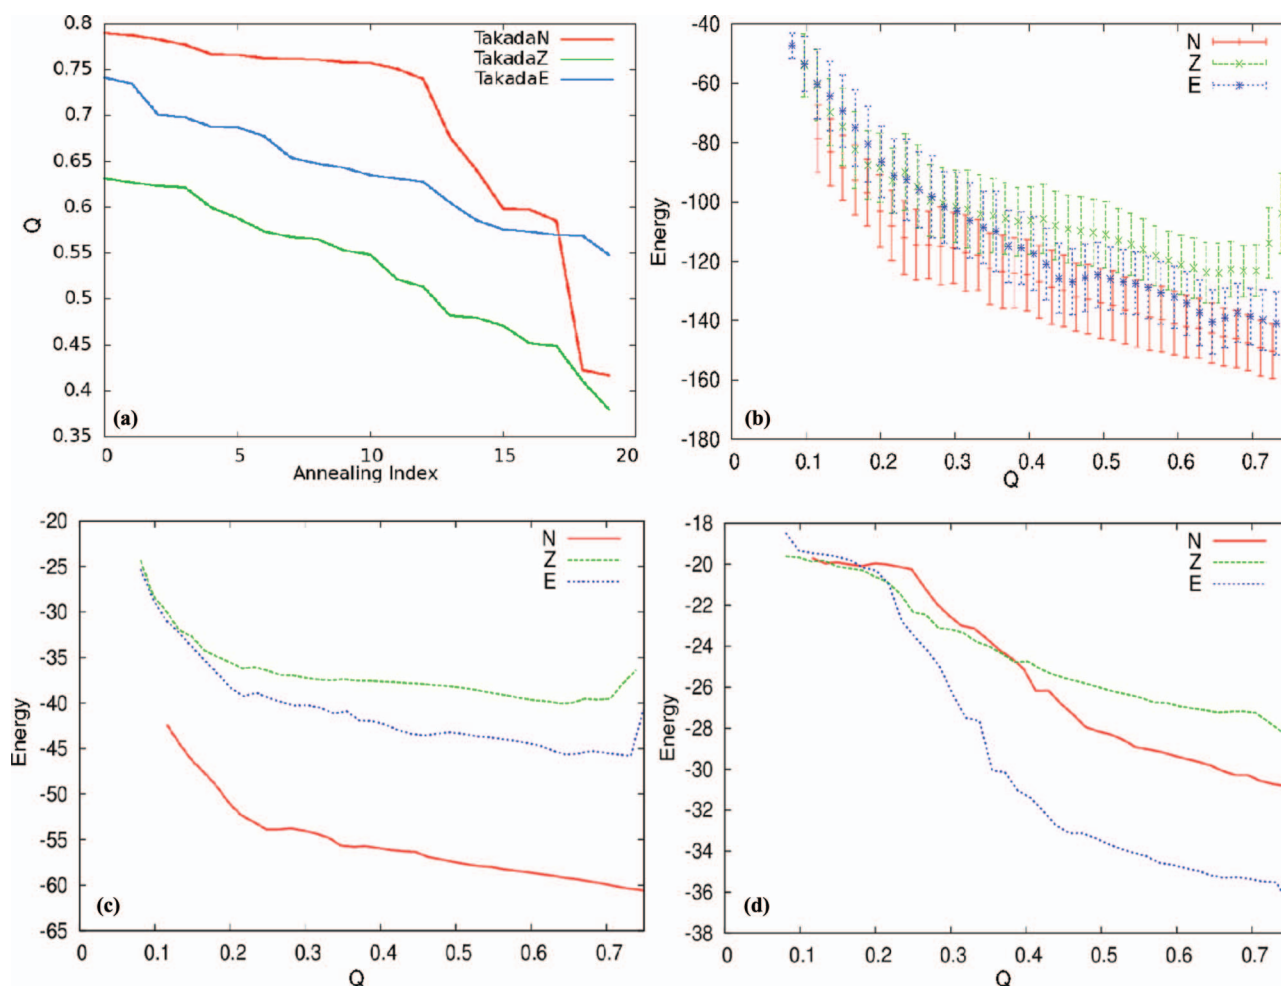 0.8
0.75
0.7
0.65
0.6
0.55
0.5
0.45
0.4
0.35
Q
TakadaN
TakadaZ
TakadaE
(a)
0 5 10 15 20
Annealing Index
-40
-60
-80
-100
-120
-140
-160
-180
Energy
N
Z
E
(b)
0 0.1 0.2 0.3 0.4 0.5 0.6 0.7
Q
-20
-25
-30
-35
-40
-45
-50
-55
-60
-65
Energy
N
Z
E
(c)
0 0.1 0.2 0.3 0.4 0.5 0.6 0.7
Q
-18
-20
-22
-24
-26
-28
-30
-32
-34
-36
-38
Energy
N
Z
E
(d)
0 0.1 0.2 0.3 0.4 0.5 0.6 0.7
Q